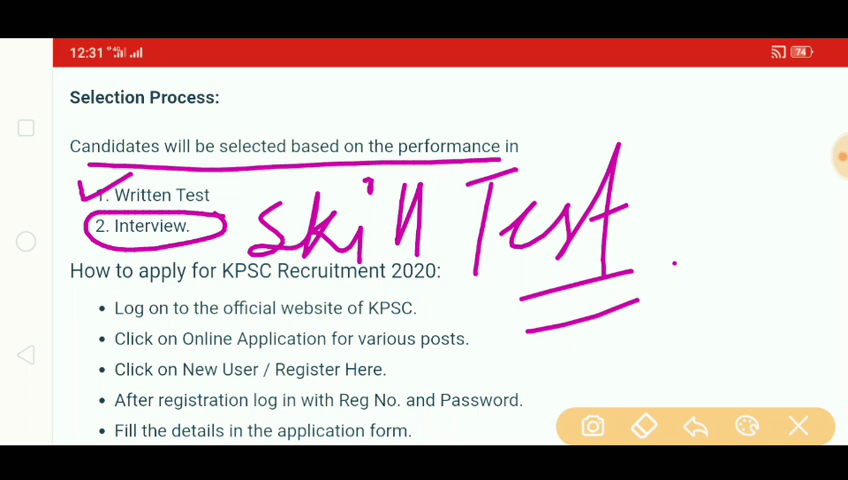 12:31 4G 74
Selection Process:
Candidates will be selected based on the performance in
1. Written Test
2. Interview.
Skill Test
How to apply for KPSC Recruitment 2020:
• Log on to the official website of KPSC.
• Click on Online Application for various posts.
• Click on New User / Register Here.
• After registration log in with Reg No. and Password.
• Fill the details in the application form.